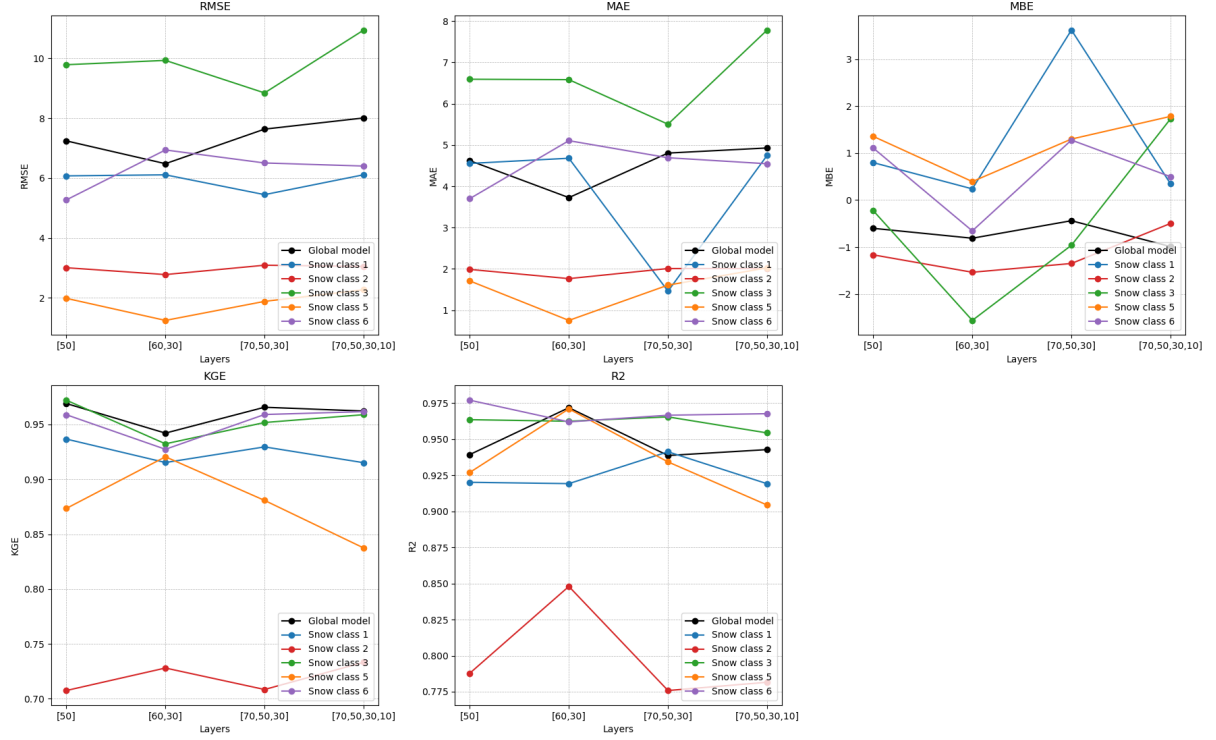 RMSE
RMSE
10
8
6
4
2
[50]
[60,30]
[70,50,30]
[70,50,30,10]
Layers
Global model
Snow class 1
Snow class 2
Snow class 3
Snow class 5
Snow class 6
MAE
MAE
8
7
6
5
4
3
2
1
[50]
[60,30]
[70,50,30]
[70,50,30,10]
Layers
Global model
Snow class 1
Snow class 2
Snow class 3
Snow class 5
Snow class 6
MBE
MBE
3
2
1
0
−1
−2
[50]
[60,30]
[70,50,30]
[70,50,30,10]
Layers
Global model
Snow class 1
Snow class 2
Snow class 3
Snow class 5
Snow class 6
KGE
KGE
0.95
0.90
0.85
0.80
0.75
0.70
[50]
[60,30]
[70,50,30]
[70,50,30,10]
Layers
Global model
Snow class 1
Snow class 2
Snow class 3
Snow class 5
Snow class 6
R2
R2
0.975
0.950
0.925
0.900
0.875
0.850
0.825
0.800
0.775
[50]
[60,30]
[70,50,30]
[70,50,30,10]
Layers
Global model
Snow class 1
Snow class 2
Snow class 3
Snow class 5
Snow class 6